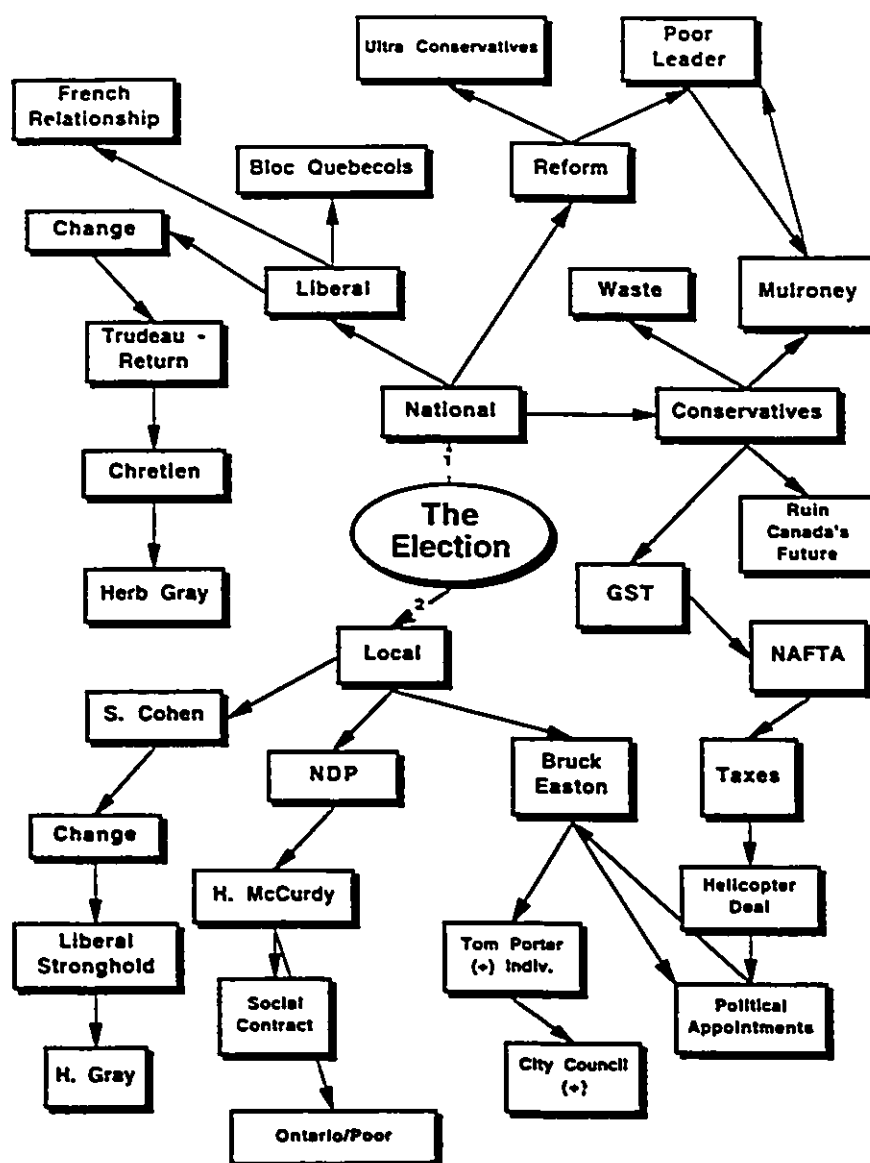 Ultra Conservatives
Poor
Leader
French
Relationship
Bloc Quebecois
Reform
Change
Liberal
Waste
Mulroney
Trudeau -
Return
National
Conservatives
1
Chretien
The
Election
Ruin
Canada's
Future
Herb Gray
GST
2
Local
NAFTA
S. Cohen
NDP
Bruck
Easton
Taxes
Change
H. McCurdy
Helicopter
Deal
Liberal
Stronghold
Tom Porter
(+) Indiv.
Social
Contract
Political
Appointments
H. Gray
City Council
(+)
Ontario/Poor